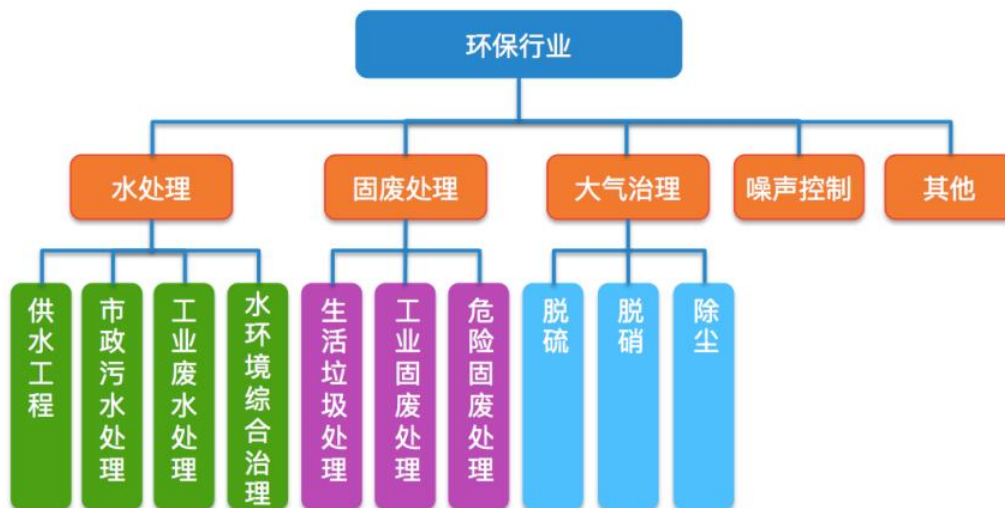 环保行业
水处理
固废处理
大气治理
噪声控制
其他
供水工程
市政污水处理
工业废水处理
水环境综合治理
生活垃圾处理
工业固废处理
危险固废处理
脱硫
脱硝
除尘